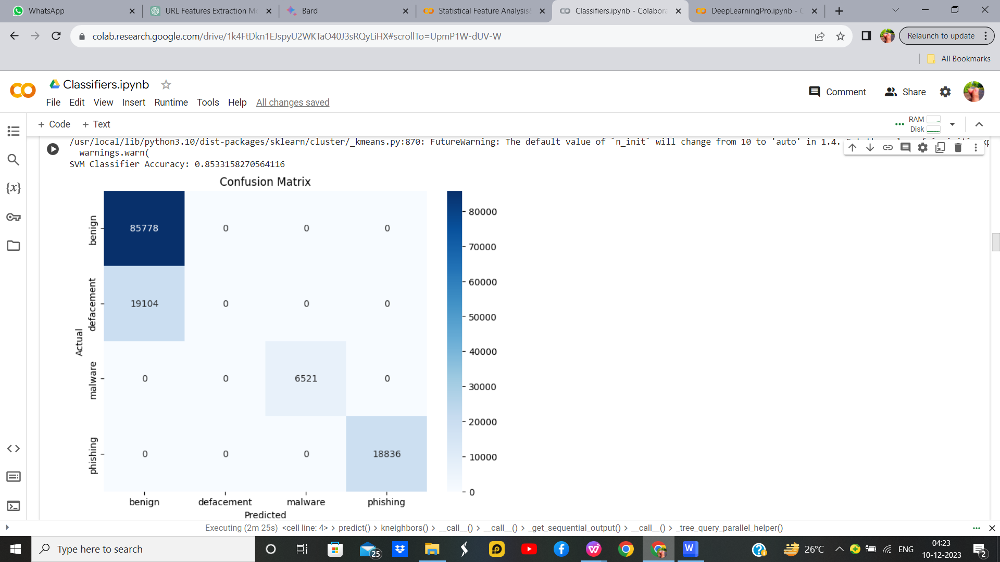 WhatsApp
URL Features Extraction Mo
Bard
Statistical Feature Analysis
Classifiers.ipynb - Colabora
DeepLearningPro.ipynb - C
colab.research.google.com/drive/1k4FtDkn1EJspyU2WKTaO40J3sRQyLiHX#scrollTo=UpmP1W-dUV-W
Relaunch to update
All Bookmarks
Classifiers.ipynb
Comment
Share
File Edit View Insert Runtime Tools Help All changes saved
+ Code + Text
RAM
Disk
/usr/local/lib/python3.10/dist-packages/sklearn/cluster/_kmeans.py:870: FutureWarning: The default value of `n_init` will change from 10 to 'auto' in 1.4.
warnings.warn(
SVM Classifier Accuracy: 0.8533158270564116
Confusion Matrix
benign 85778 0 0 0
defacement 19104 0 0 0
malware 0 0 6521 0
phishing 0 0 0 18836
Actual
benign defacement malware phishing
Predicted
80000
70000
60000
50000
40000
30000
20000
10000
0
Executing (2m 25s) <cell line: 4> > predict() > kneighbors() > __call__() > __call__() > _get_sequential_output() > __call__() > _tree_query_parallel_helper()
Type here to search
25
26°C
ENG
04:23
10-12-2023
2